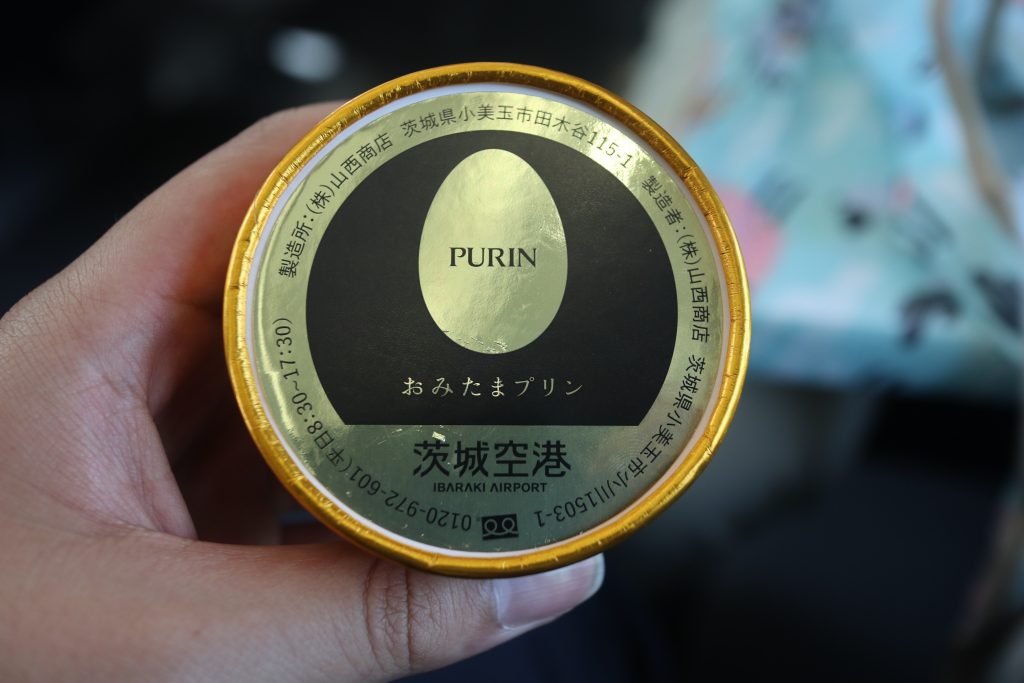 製造所：(株)山西商店 茨城県小美玉市田木谷115-1
製造者：(株)山西商店 茨城県小美玉市小川1503-1
PURIN
おみたまプリン
茨城空港
IBARAKI AIRPORT
0120-972-601(平日8:30~17:30)